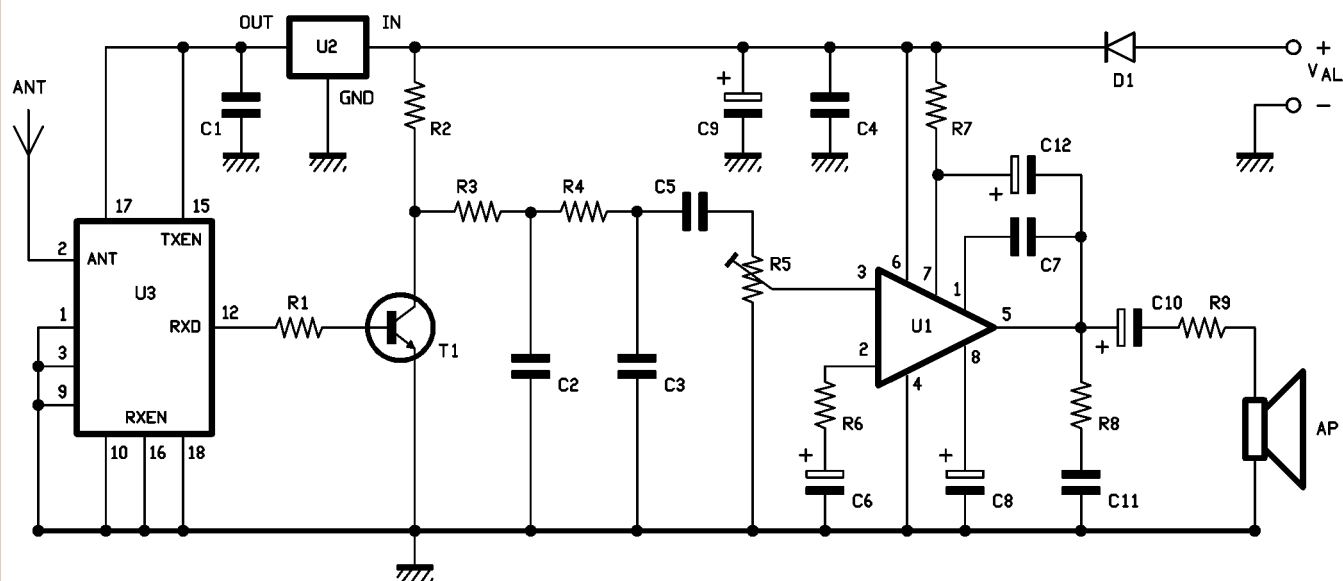 OUT U2 IN
+
ANT
GND
C1
R2
+
C9
C4
R7
D1
VAL
-
C12
+
17
15
R3
R4
C5
TXEN
2
ANT
C7
U3
R5
3
6
7
1
1
RXD
12
R1
U1
5
C10
R9
+
3
T1
2
8
9
C2
C3
4
RXEN
R6
R8
AP
10
16
18
+
+
C6
C8
C11